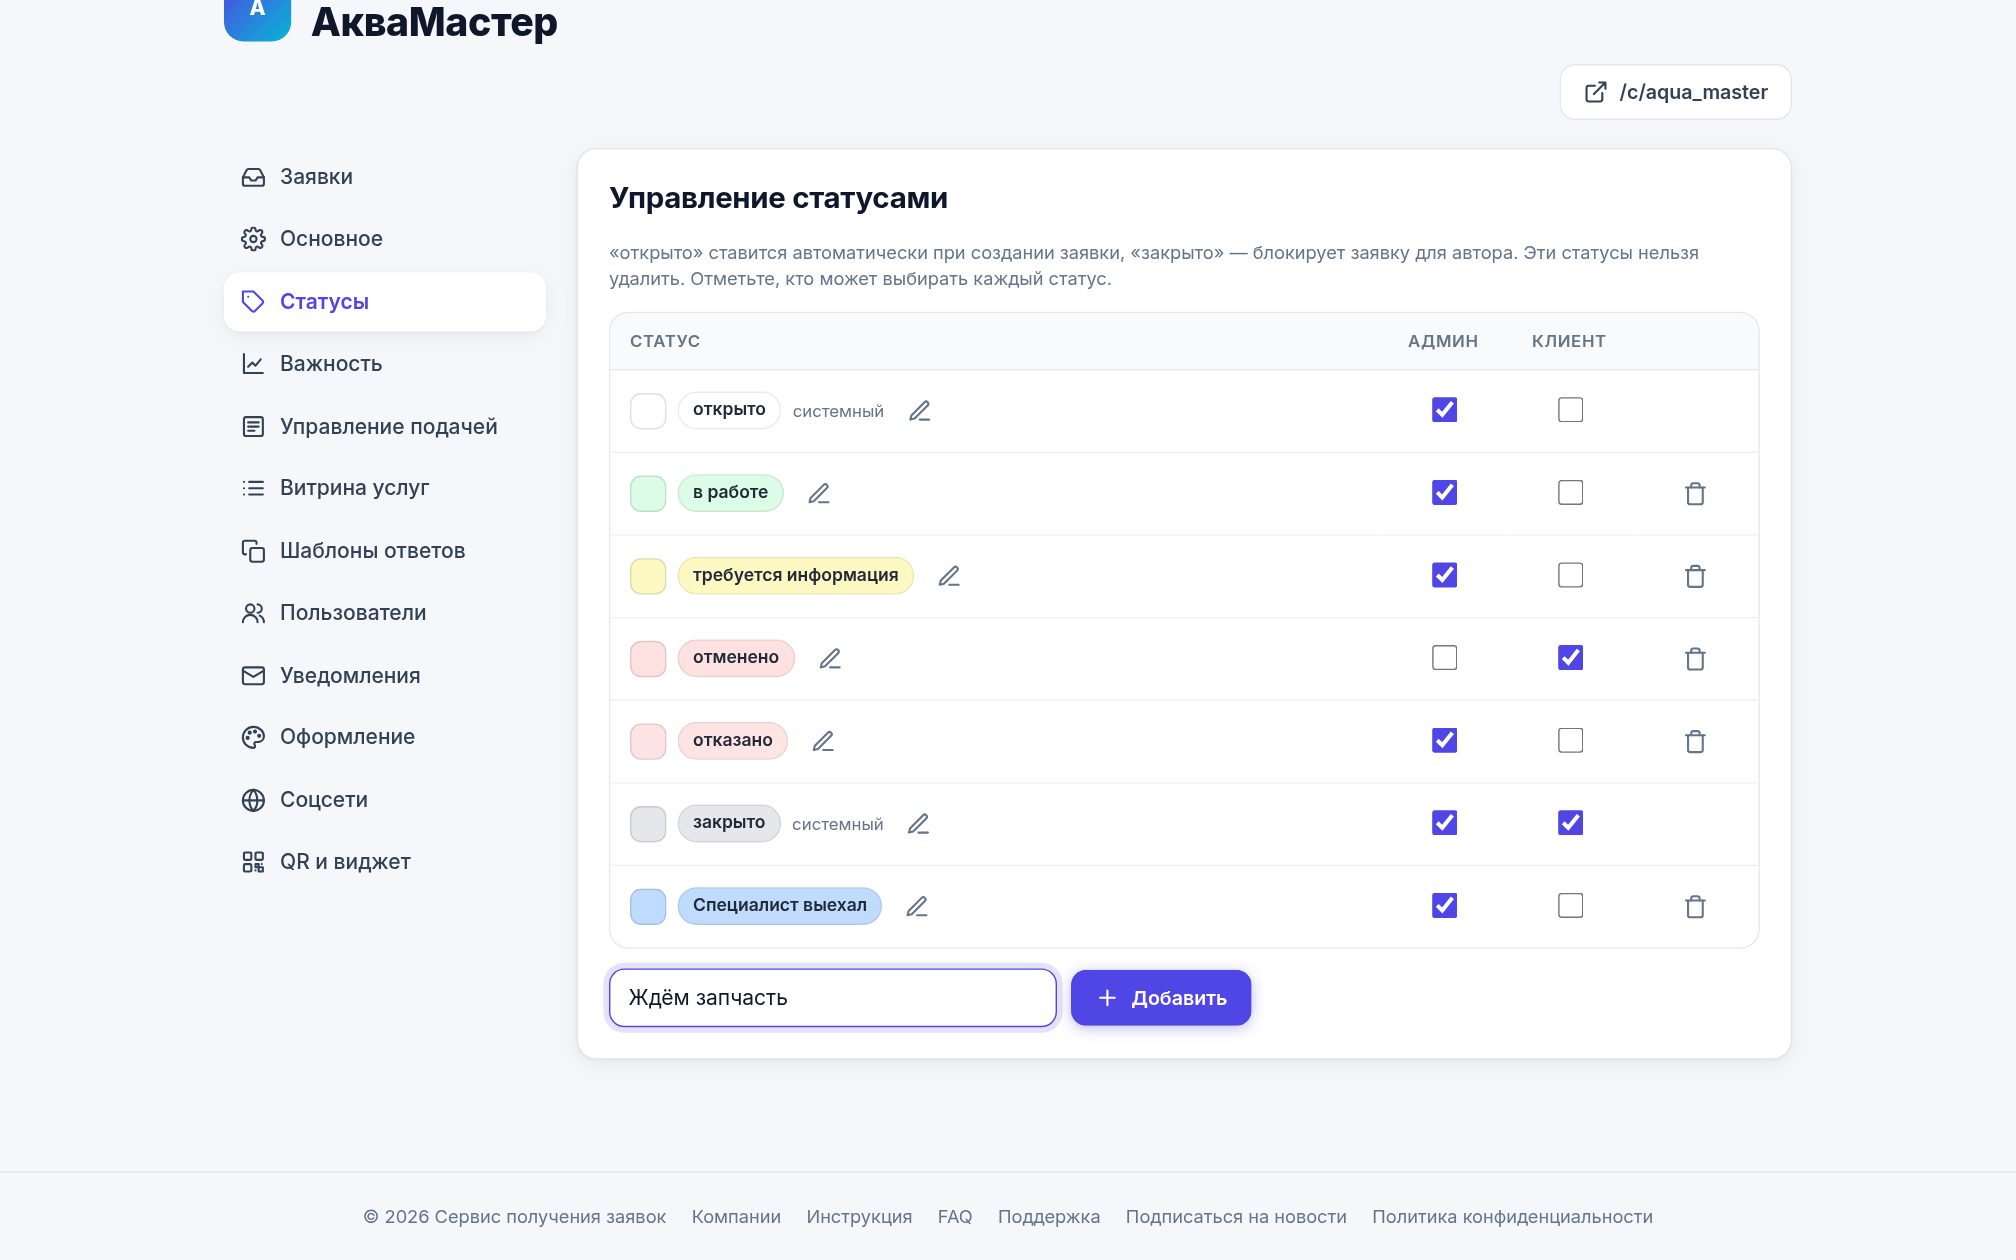 А
АкваМастер
/c/aqua_master
Заявки
Основное
Статусы
Важность
Управление подачей
Витрина услуг
Шаблоны ответов
Пользователи
Уведомления
Оформление
Соцсети
QR и виджет
Управление статусами
«открыто» ставится автоматически при создании заявки, «закрыто» — блокирует заявку для автора. Эти статусы нельзя
удалить. Отметьте, кто может выбирать каждый статус.
СТАТУС АДМИН КЛИЕНТ
открыто системный
в работе
требуется информация
отменено
отказано
закрыто системный
Специалист выехал
Ждём запчасть
Добавить
© 2026 Сервис получения заявок Компании Инструкция FAQ Поддержка Подписаться на новости Политика конфиденциальности